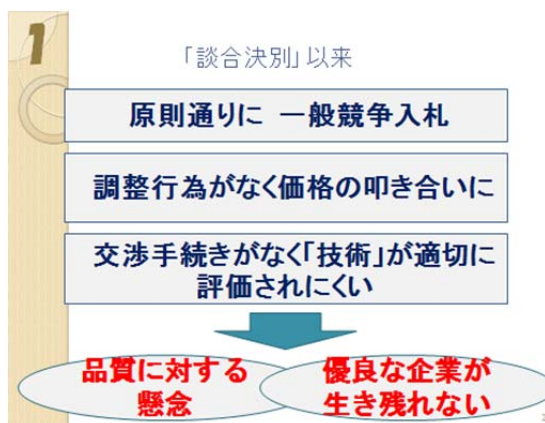 1
「談合決別」以来
原則通りに 一般競争入札
調整行為がなく価格の叩き合いに
交渉手続きがなく「技術」が適切に
評価されにくい
品質に対する
懸念
優良な企業が
生き残れない